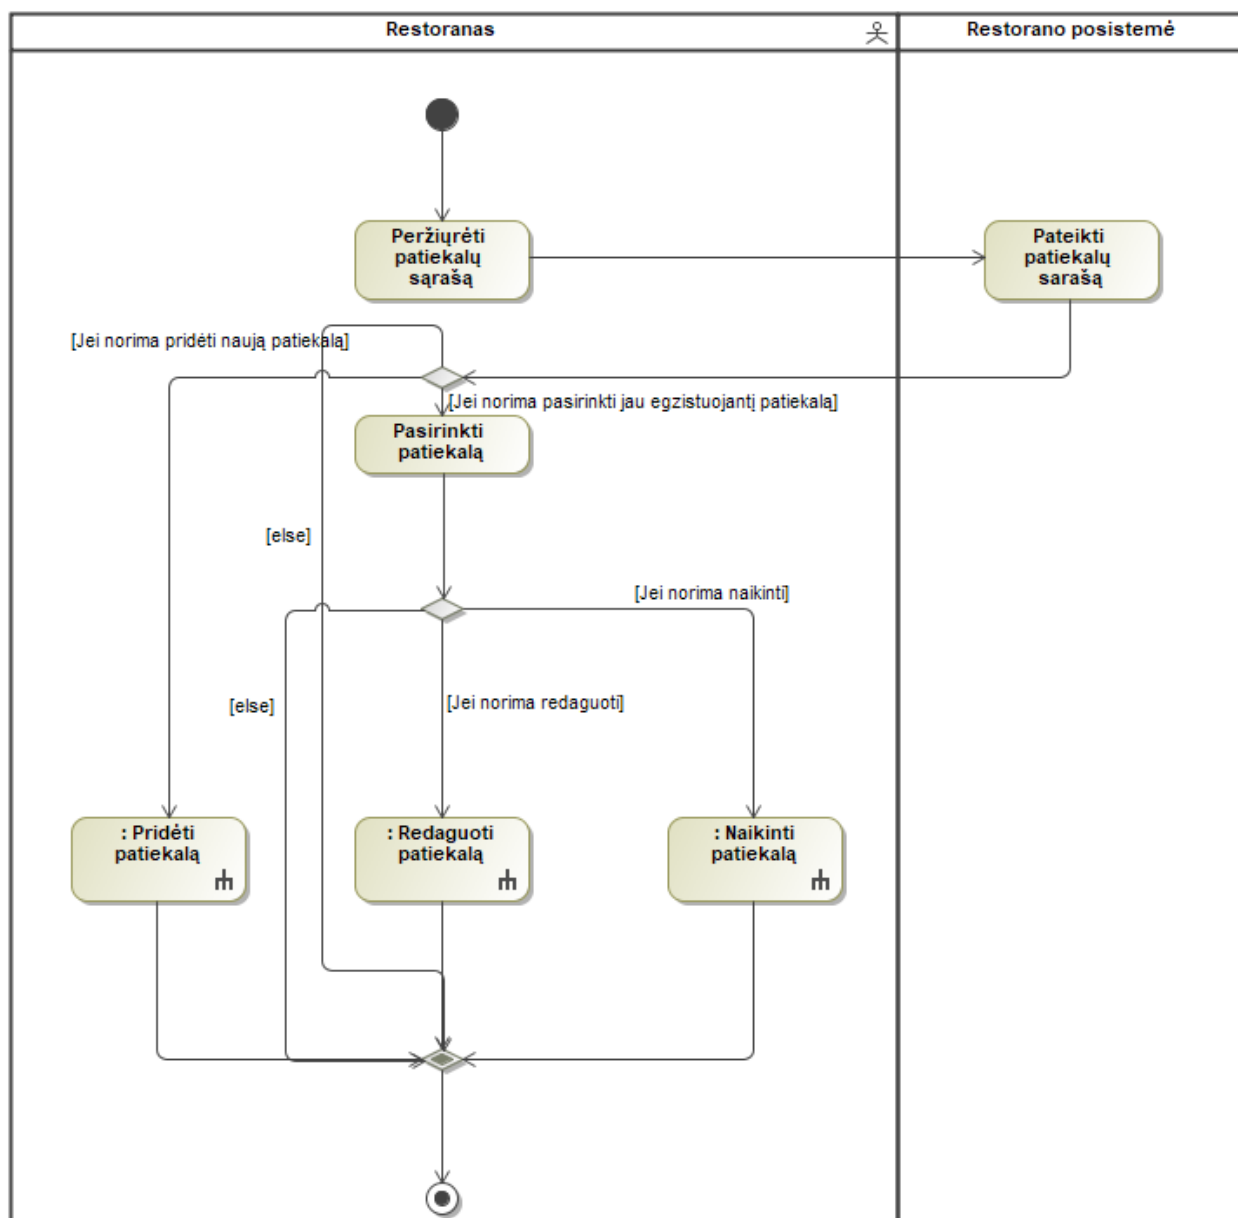 Restoranas
Restorano posistemė
Peržiųrėti
patiekalų
sąrašą
Pateikti
patiekalų
sarašą
[Jei norima pridėti naują patiekalą]
[Jei norima pasirinkti jau egzistuojantį patiekalą]
Pasirinkti
patiekalą
[else]
[Jei norima naikinti]
[else]
[Jei norima redaguoti]
: Pridėti
patiekalą
: Redaguoti
patiekalą
: Naikinti
patiekalą